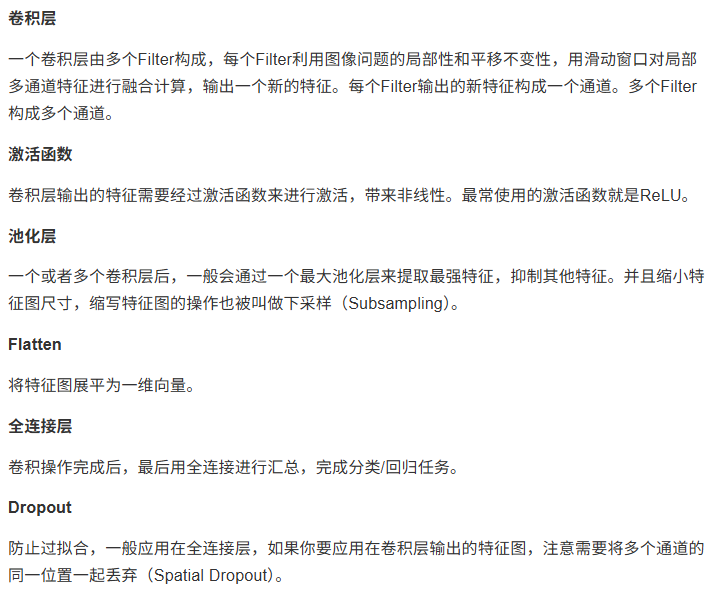 卷积层
一个卷积层由多个Filter构成，每个Filter利用图像问题的局部性和平移不变性，用滑动窗口对局部
多通道特征进行融合计算，输出一个新的特征。每个Filter输出的新特征构成一个通道。多个Filter
构成多个通道。
激活函数
卷积层输出的特征需要经过激活函数来进行激活，带来非线性。最常使用的激活函数就是ReLU。
池化层
一个或者多个卷积层后，一般会通过一个最大池化层来提取最强特征，抑制其他特征。并且缩小特
征图尺寸，缩写特征图的操作也被叫做下采样（Subsampling）。
Flatten
将特征图展平为一维向量。
全连接层
卷积操作完成后，最后用全连接进行汇总，完成分类/回归任务。
Dropout
防止过拟合，一般应用在全连接层，如果你要应用在卷积层输出的特征图，注意需要将多个通道的
同一位置一起丢弃（Spatial Dropout）。